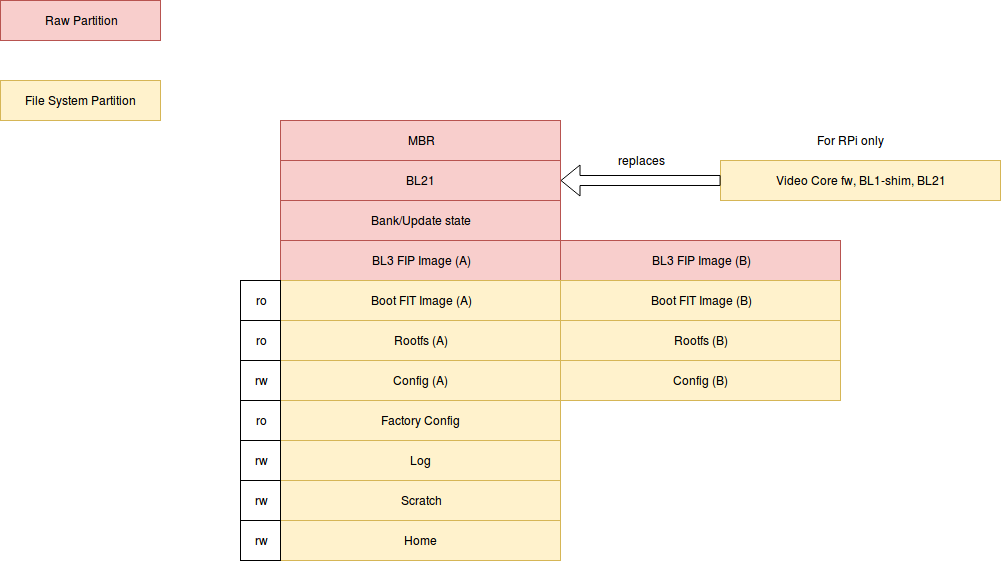 Raw Partition
File System Partition
MBR
For RPi only
replaces
BL21
Video Core fw, BL1-shim, BL21
Bank/Update state
BL3 FIP Image (A)
BL3 FIP Image (B)
ro
Boot FIT Image (A)
Boot FIT Image (B)
ro
Rootfs (A)
Rootfs (B)
rw
Config (A)
Config (B)
ro
Factory Config
rw
Log
rw
Scratch
rw
Home